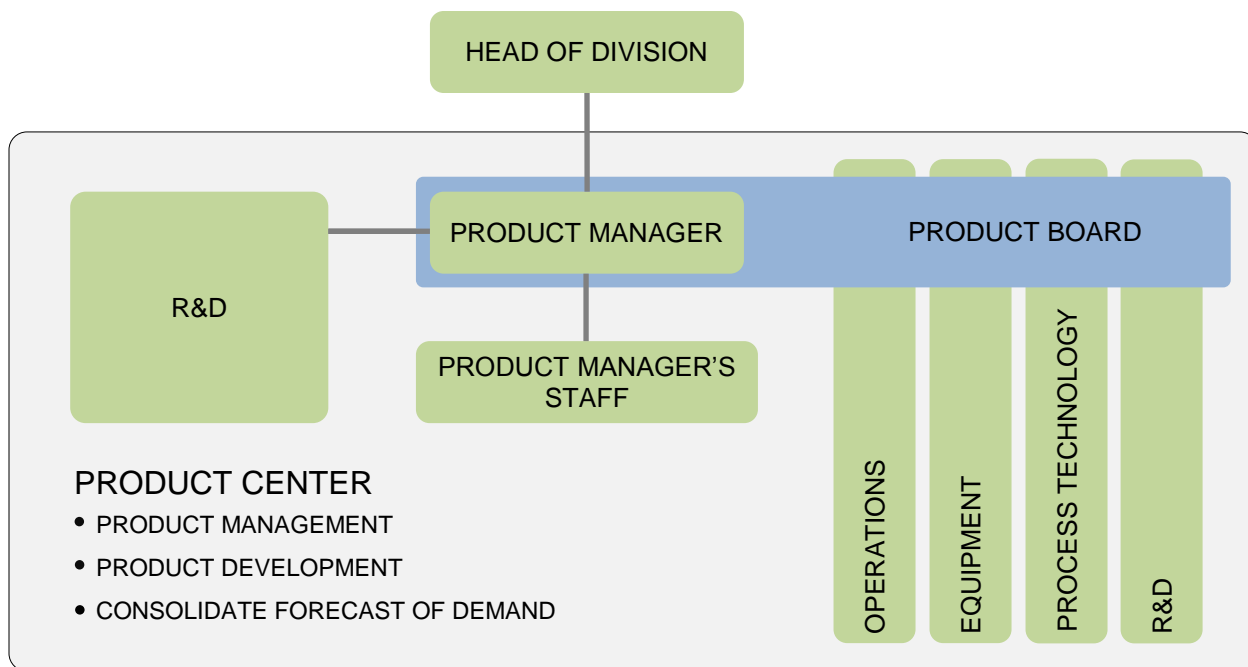 HEAD OF DIVISION
PRODUCT MANAGER
PRODUCT BOARD
R&D
PRODUCT MANAGER’S
STAFF
PRODUCT CENTER
• PRODUCT MANAGEMENT
• PRODUCT DEVELOPMENT
• CONSOLIDATE FORECAST OF DEMAND
OPERATIONS
EQUIPMENT
PROCESS TECHNOLOGY
R&D